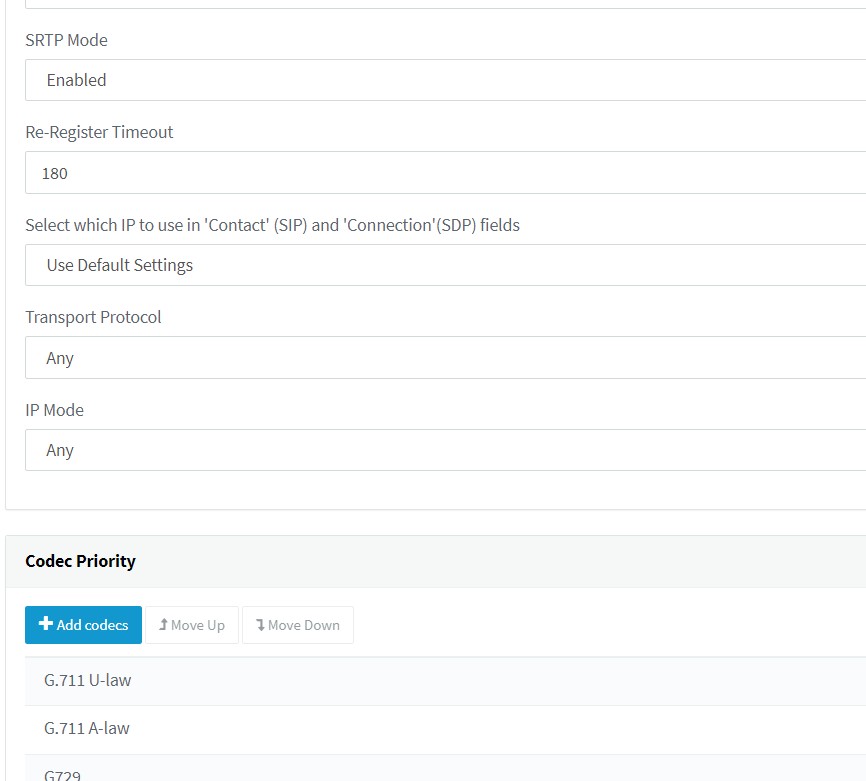 SRTP Mode
Enabled
Re-Register Timeout
180
Select which IP to use in 'Contact' (SIP) and 'Connection'(SDP) fields
Use Default Settings
Transport Protocol
Any
IP Mode
Any
Codec Priority
Add codecs Move Up Move Down
G.711 U-law
G.711 A-law
G729